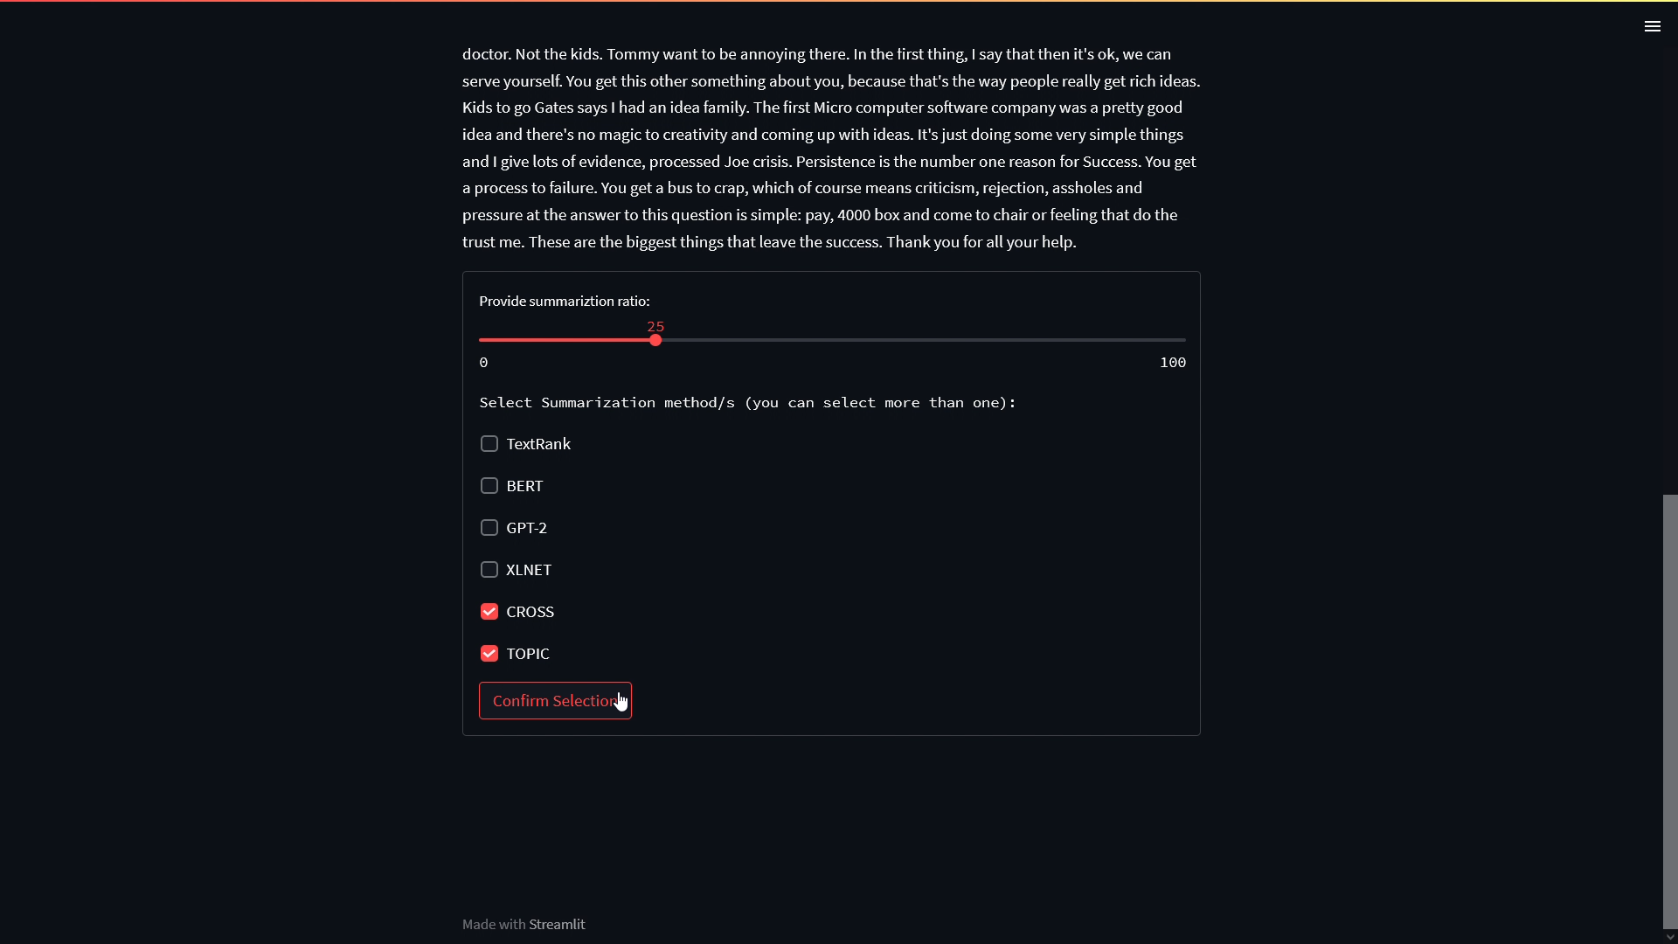 doctor. Not the kids. Tommy want to be annoying there. In the first thing, I say that then it's ok, we can
serve yourself. You get this other something about you, because that's the way people really get rich ideas.
Kids to go Gates says I had an idea family. The first Micro computer software company was a pretty good
idea and there's no magic to creativity and coming up with ideas. It's just doing some very simple things
and I give lots of evidence, processed Joe crisis. Persistence is the number one reason for Success. You get
a process to failure. You get a bus to crap, which of course means criticism, rejection, assholes and
pressure at the answer to this question is simple: pay, 4000 box and come to chair or feeling that do the
trust me. These are the biggest things that leave the success. Thank you for all your help.
Provide summariztion ratio:
25
0 100
Select Summarization method/s (you can select more than one):
TextRank
BERT
GPT-2
XLNET
CROSS
TOPIC
Confirm Selection
Made with Streamlit